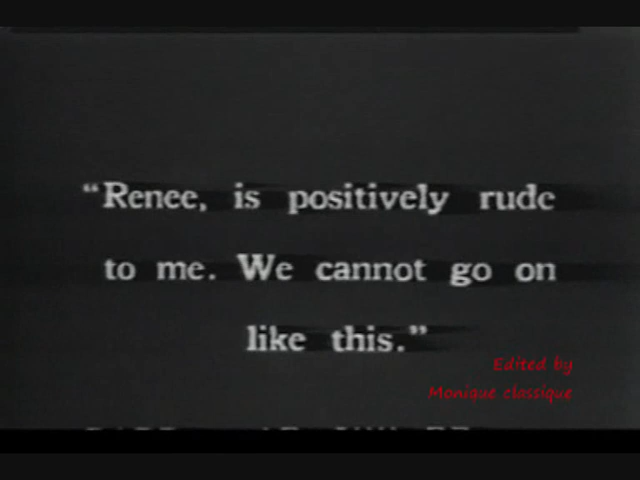 “Renee, is positively rude
to me. We cannot go on
like this.”
Edited by
Monique classique